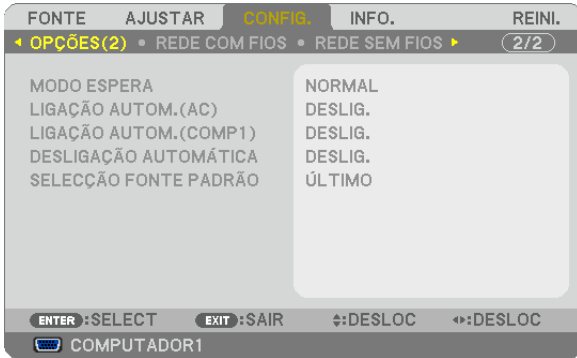 FONTE AJUSTAR CONFIG. INFO. REINI.
OPÇÕES(2) • REDE COM FIOS • REDE SEM FIOS 2/2
MODO ESPERA NORMAL
LIGAÇÃO AUTOM.(AC) DESLIG.
LIGAÇÃO AUTOM.(COMP1) DESLIG.
DESLIGAÇÃO AUTOMÁTICA DESLIG.
SELECÇÃO FONTE PADRÃO ÚLTIMO
ENTER :SELECT EXIT :SAIR :DESLOC :DESLOC
COMPUTADOR1